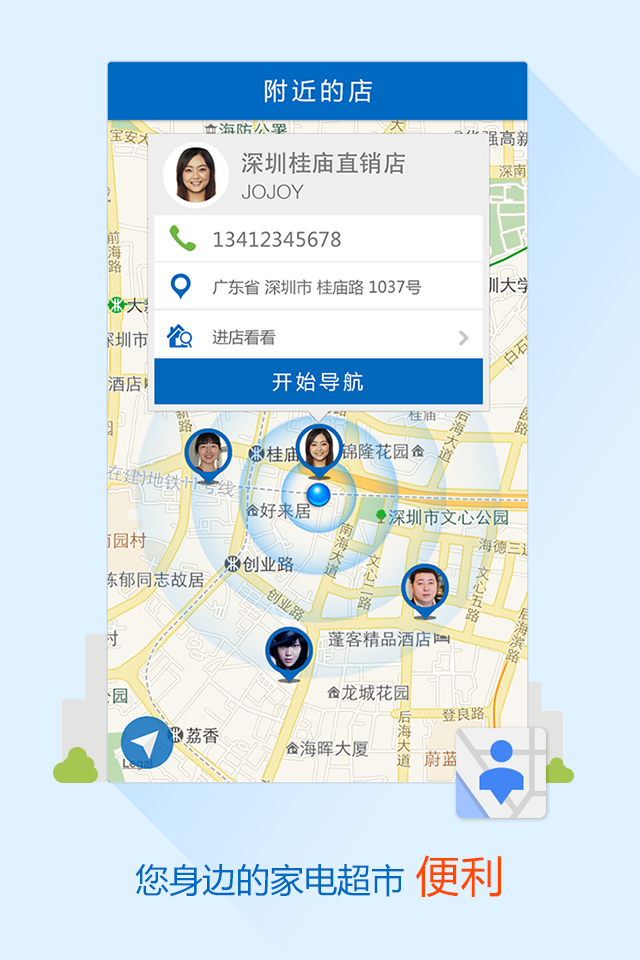 附近的店
海防公署
宝安大
深南
深圳桂庙直销店
JOJOY
13412345678
前海路
广东省 深圳市 桂庙路 1037号
圳大学
大新
深圳市
进店看看
白石
酒店
开始导航
桂庙
后海大道
桂庙
锦隆花园
在建)地铁11号线
好来居
深圳市文心公园
南园村
南海大道
海德三道
创业路
陈郁同志故居
文心二路
文心五路
创业路
后海滨路
蓬客精品酒店
村
公园
龙城花园
登良路
荔香
后海大道
海晖大厦
蔚蓝
Legal
您身边的家电超市 便利